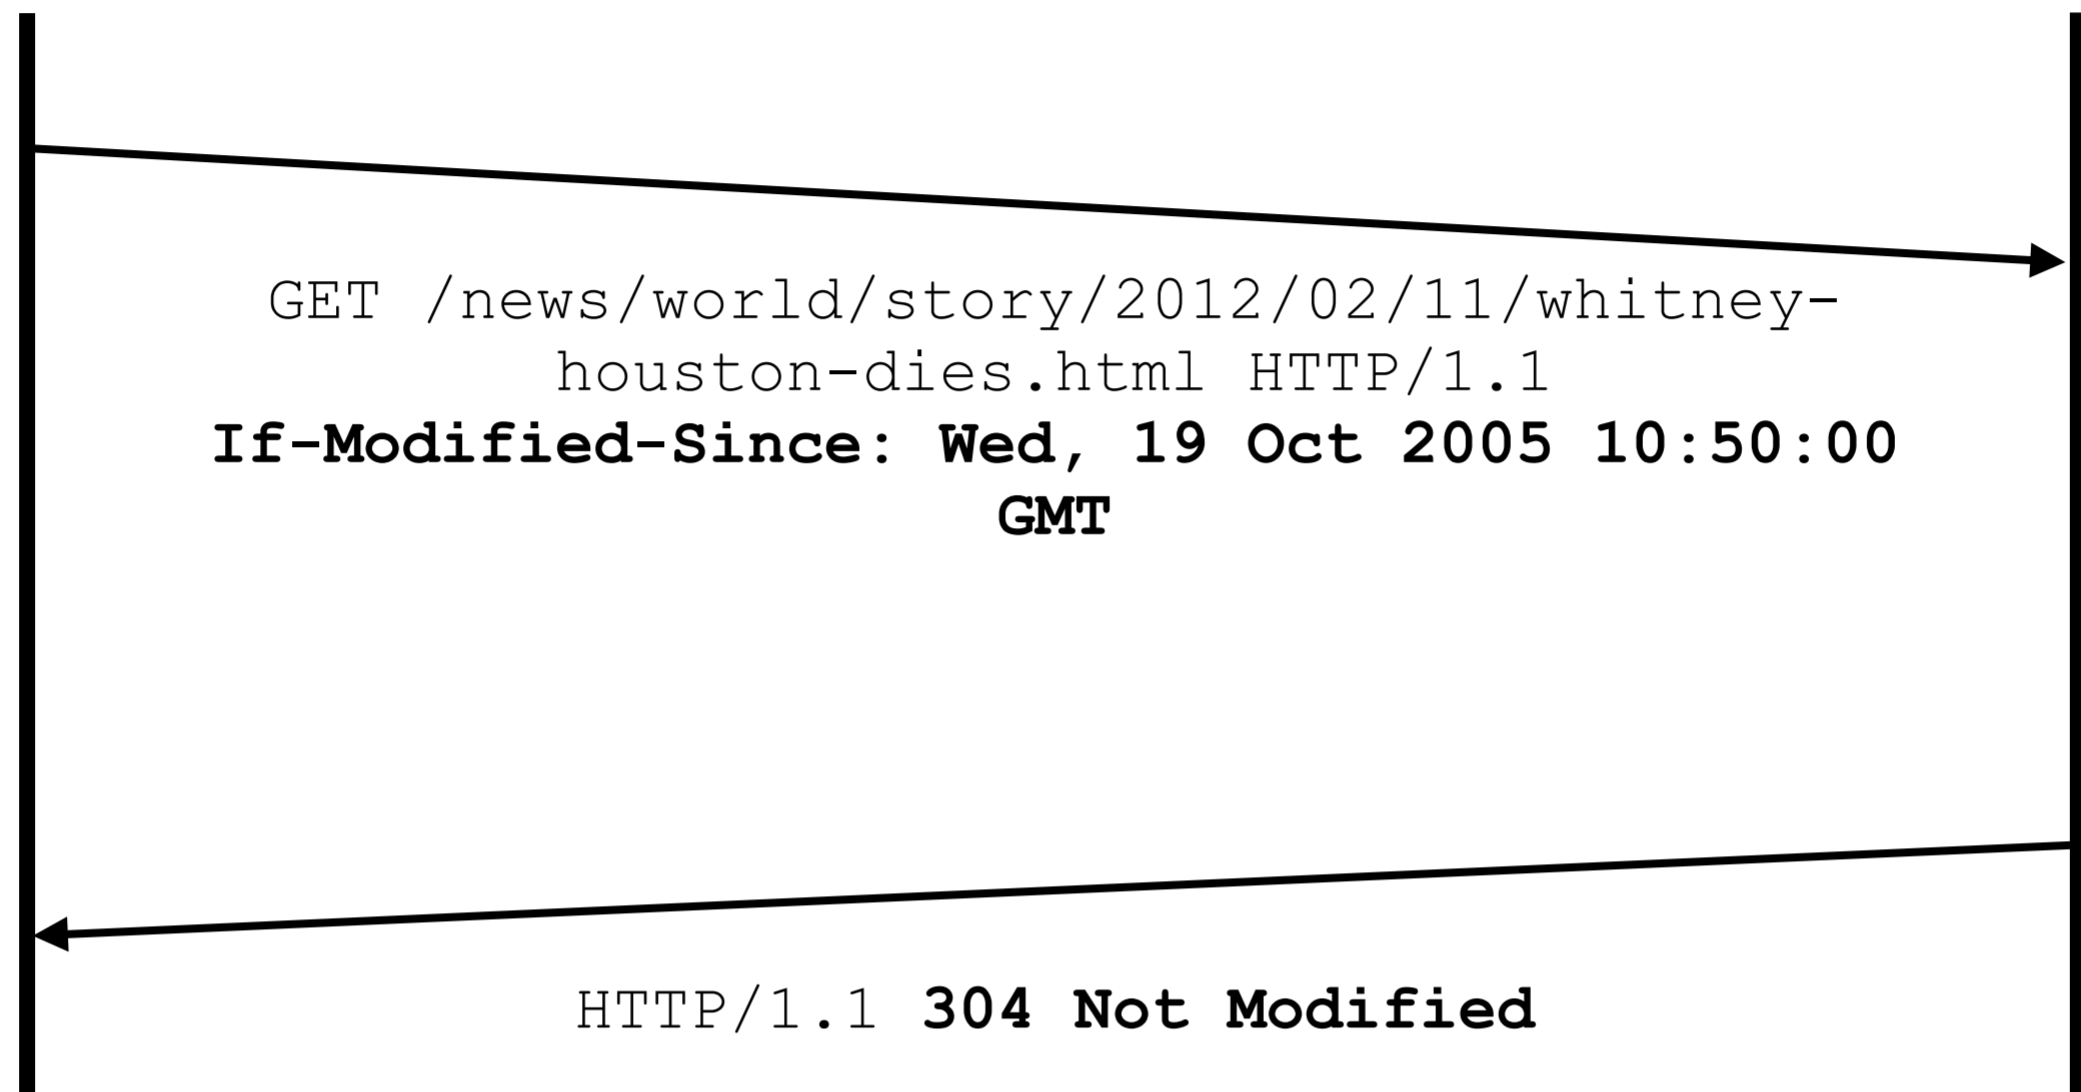 GET /news/world/story/2012/02/11/whitney-
houston-dies.html HTTP/1.1
If-Modified-Since: Wed, 19 Oct 2005 10:50:00
GMT
HTTP/1.1 304 Not Modified